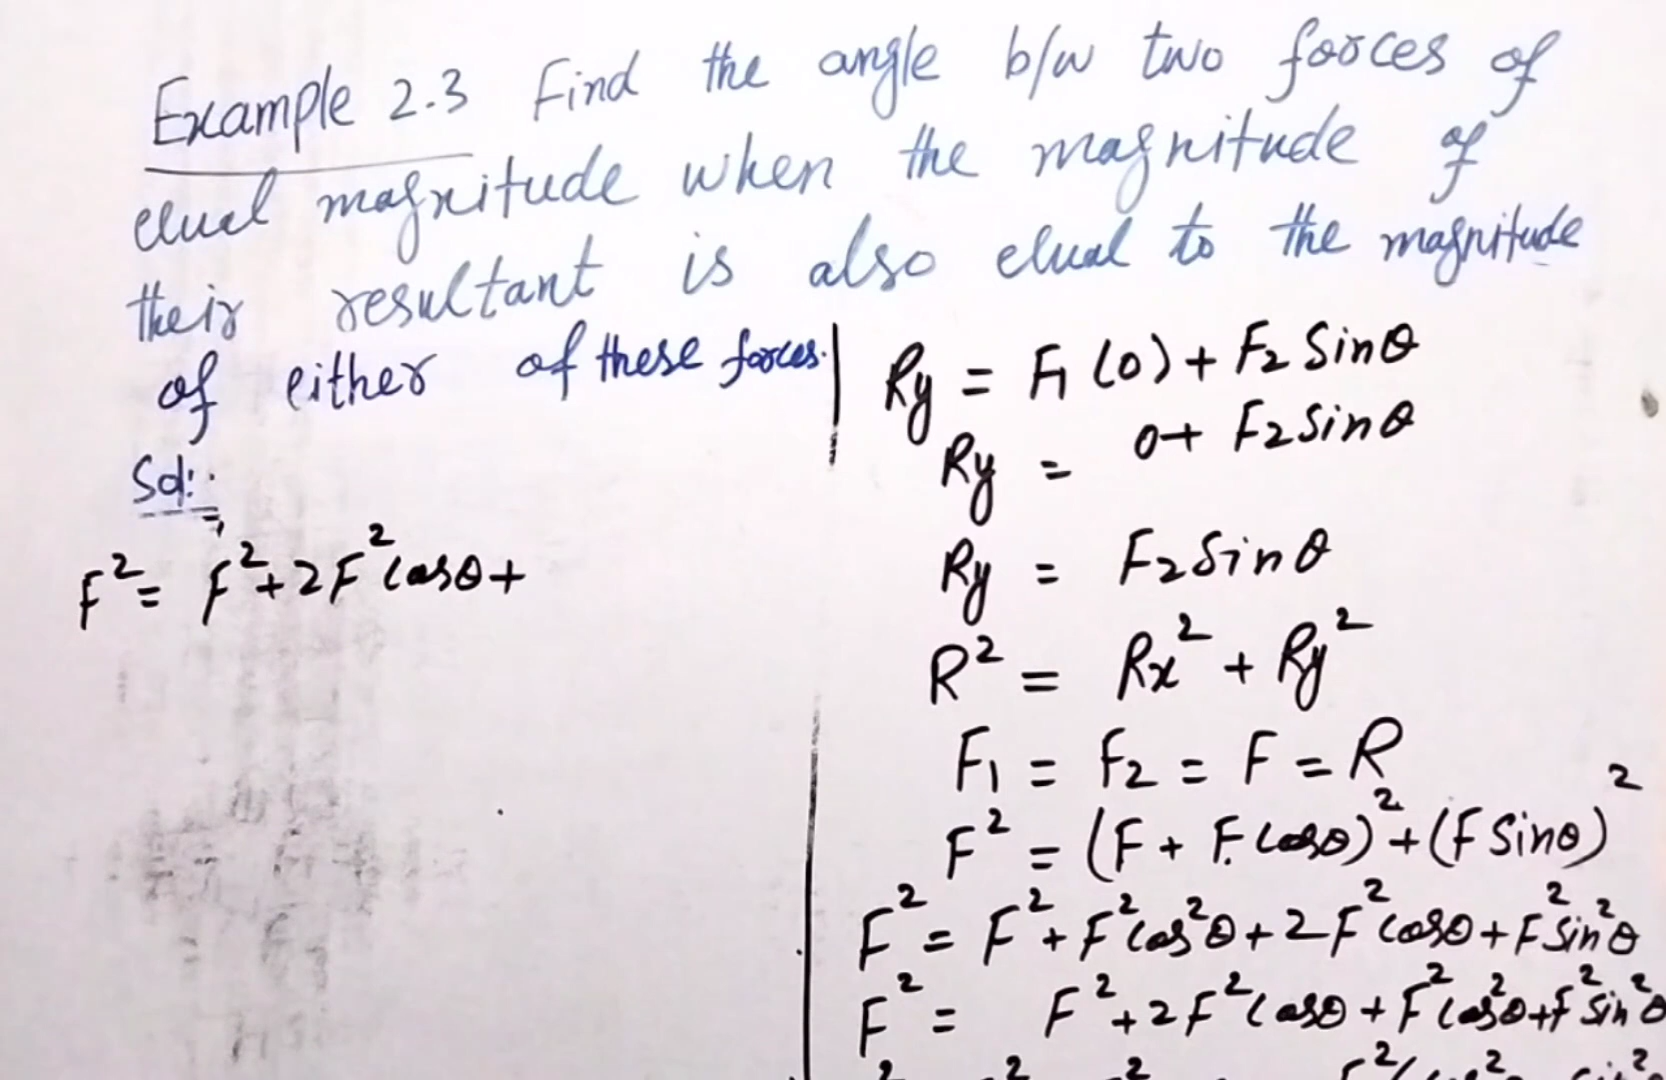 Example 2.3 Find the angle b/w two forces of
equal magnitude when the magnitude of
their resultant is also equal to the magnitude
of either of these forces.
Sol:
F² = F² + 2F² Cosθ +
Ry = F₁ (0) + F₂ Sinθ
Ry = 0 + F₂ Sinθ
Ry = F₂ Sinθ
R² = Rx² + Ry²
F₁ = F₂ = F = R
F² = (F + F Cosθ)² + (F Sinθ)²
F² = F² + F² Cos²θ + 2F² Cosθ + F² Sin²θ
F² = F² + 2F² Cosθ + F² Cos²θ + F² Sin²θ